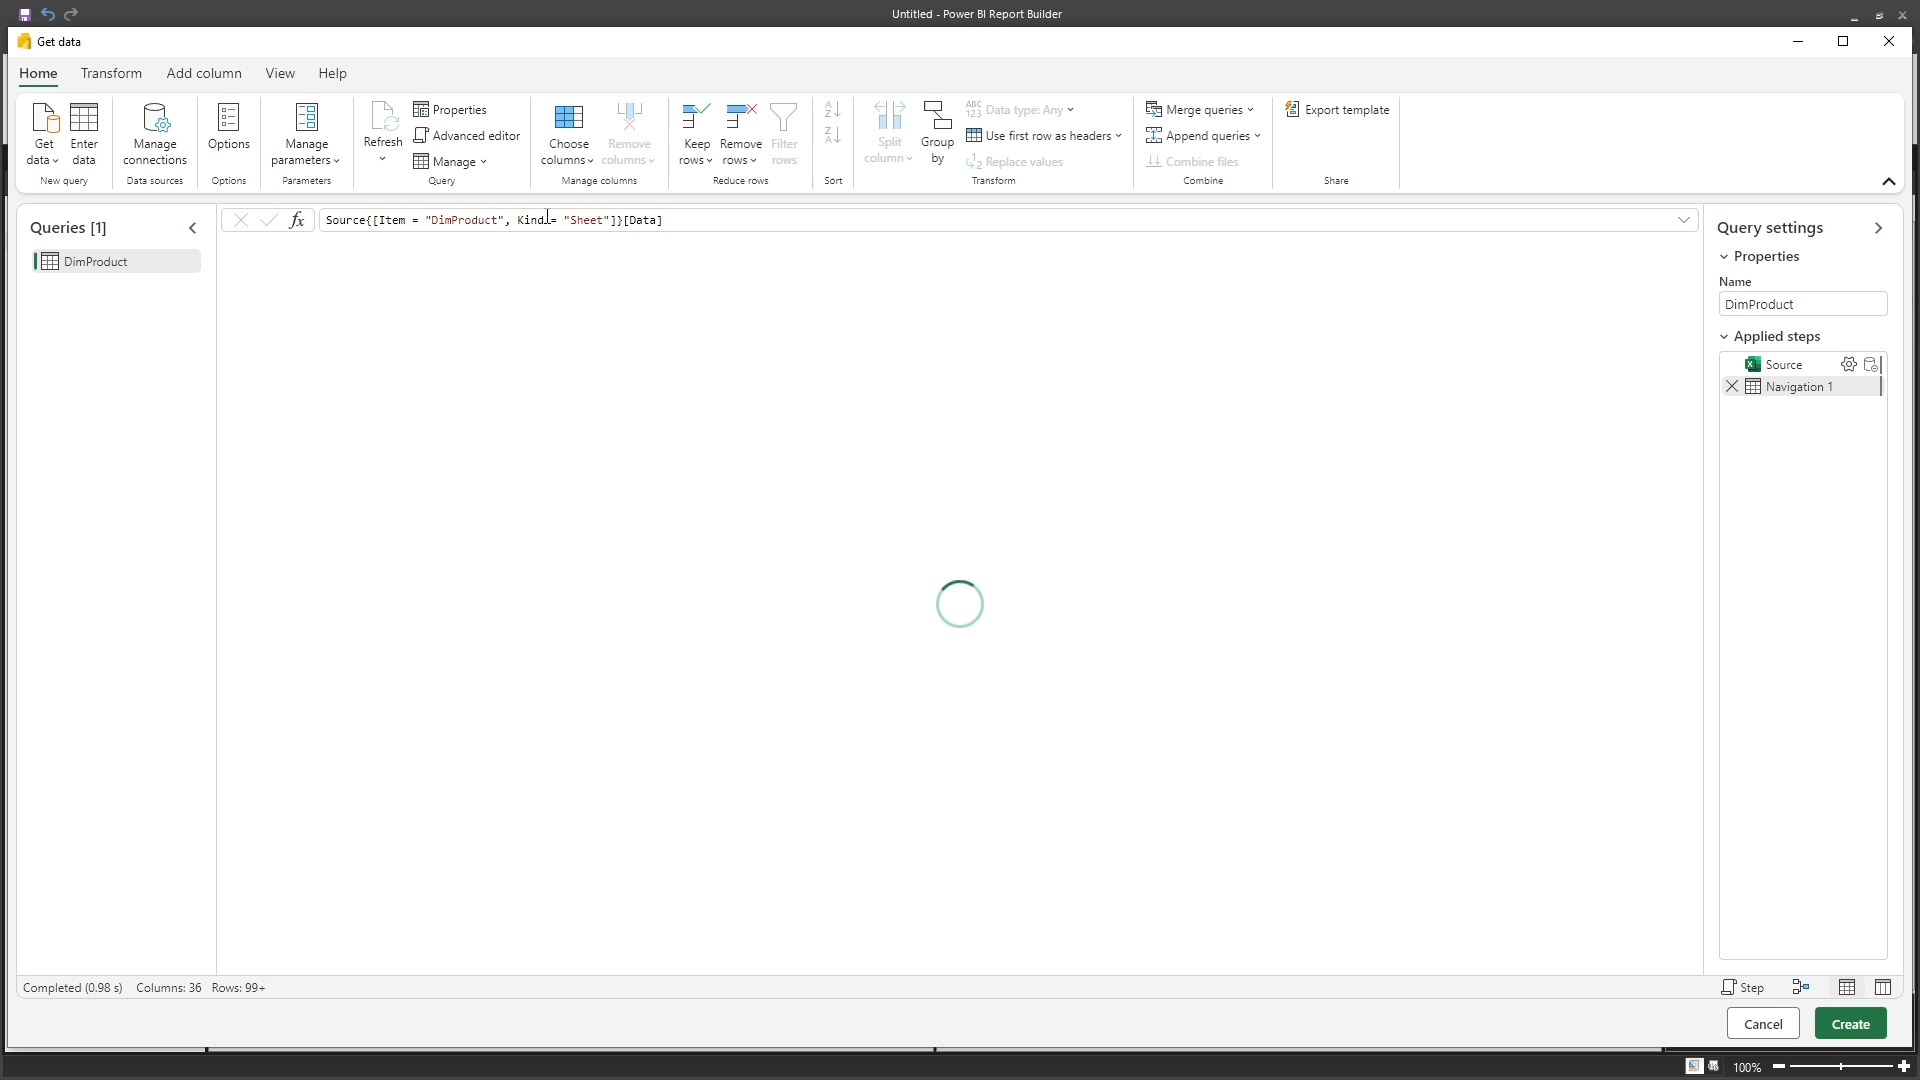 Untitled - Power BI Report Builder
Get data
Home Transform Add column View Help
Get data
Enter data
New query
Manage connections
Data sources
Options
Options
Manage parameters
Parameters
Refresh
Properties
Advanced editor
Manage
Query
Choose columns
Remove columns
Manage columns
Keep rows
Remove rows
Filter rows
Reduce rows
Sort
Split column
Group by
Data type: Any
Use first row as headers
Replace values
Transform
Merge queries
Append queries
Combine files
Combine
Export template
Share
Queries [1]
DimProduct
fx
Source{[Item = "DimProduct", Kind = "Sheet"]}[Data]
Query settings
Properties
Name
DimProduct
Applied steps
Source
Navigation 1
Completed (0.98 s) Columns: 36 Rows: 99+
Step
Cancel
Create
100%